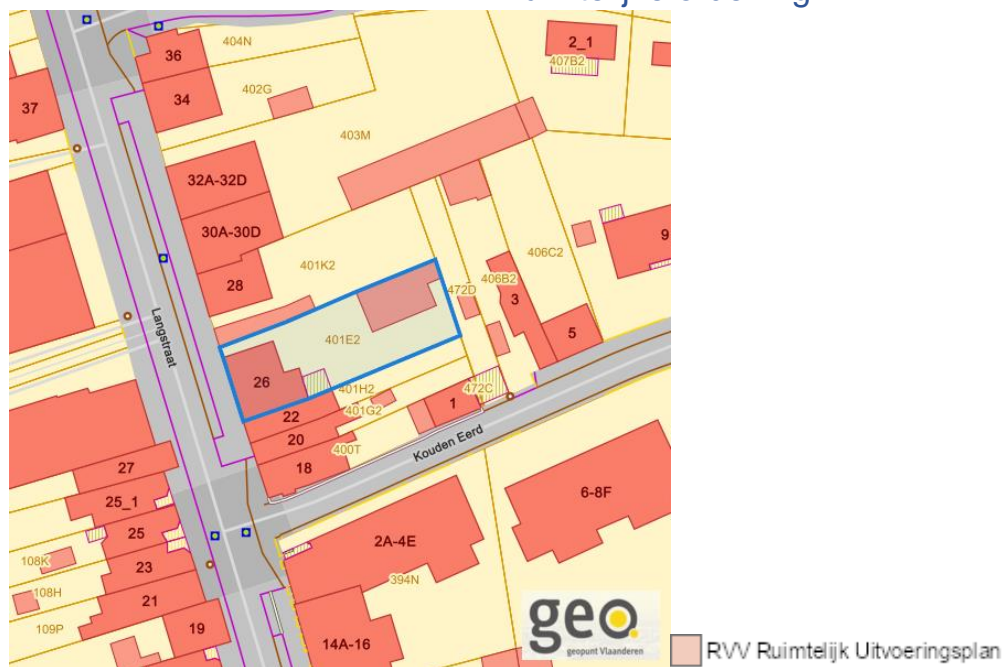 404N
36
2_1
407B2
402G
34
37
403M
32A-32D
30A-30D
9
406C2
401K2
28
406B2
472D
3
Langstraat
5
401E2
26
401H2
472C
401G2
1
22
20
400T
Kouden Eerd
18
27
25_1
6-8F
25
2A-4E
108K
23
394N
108H
21
109P
19
14A-16
geo.
geopunt Vlaanderen
RVV Ruimtelijk Uitvoeringsplan